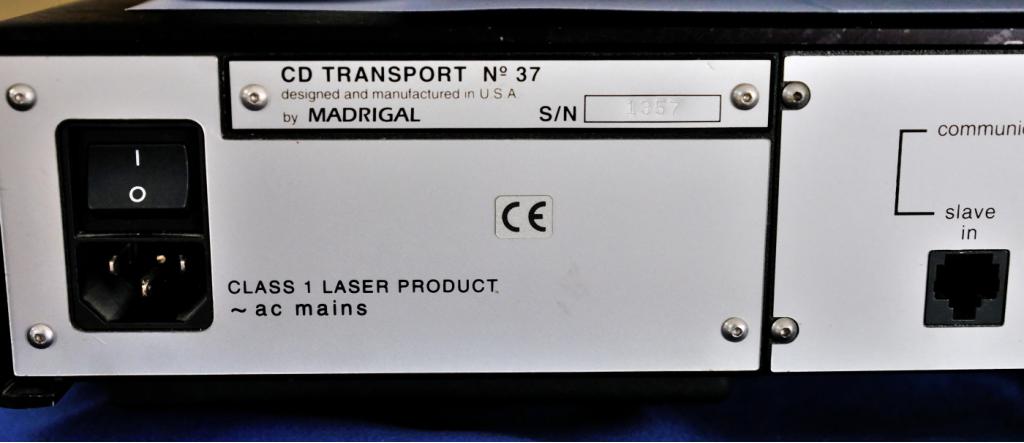 CD TRANSPORT Nº 37
designed and manufactured in U.S.A.
by MADRIGAL
S/N 1357
I
O
CE
CLASS 1 LASER PRODUCT
~ ac mains
communic
slave
in